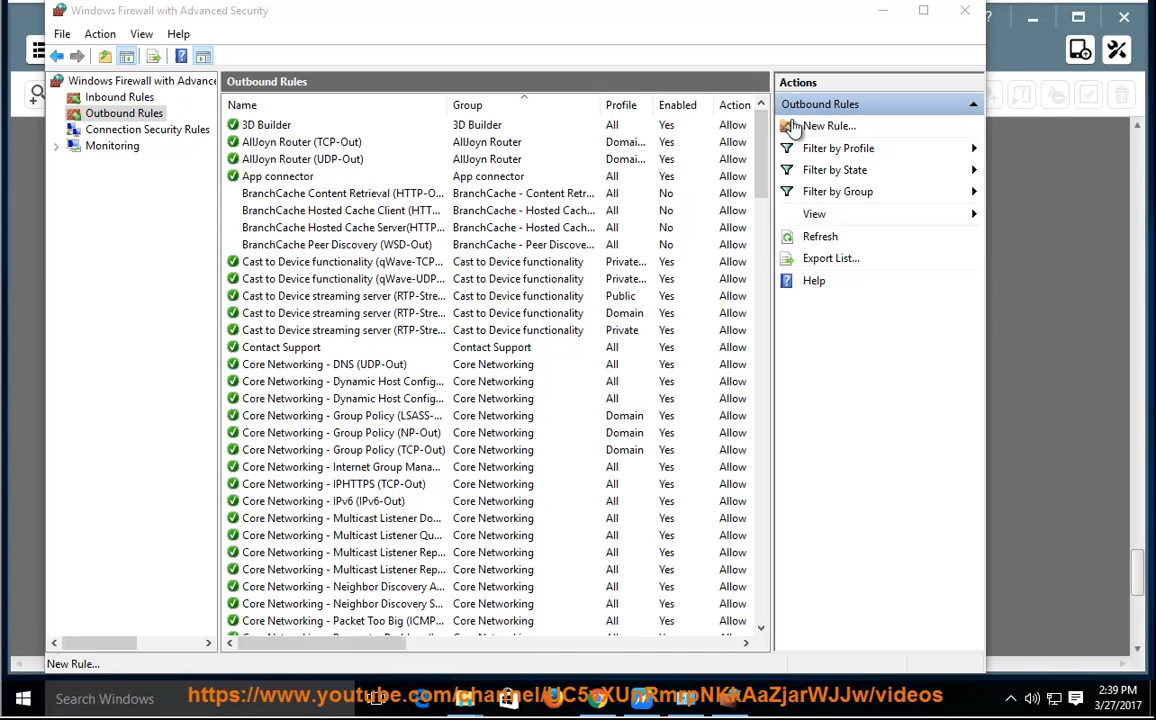 Windows Firewall with Advanced Security
File Action View Help
Windows Firewall with Advance
Inbound Rules
Outbound Rules
Connection Security Rules
Monitoring
Outbound Rules
Name Group Profile Enabled Action
3D Builder 3D Builder All Yes Allow
AllJoyn Router (TCP-Out) AllJoyn Router Domai... Yes Allow
AllJoyn Router (UDP-Out) AllJoyn Router Domai... Yes Allow
App connector App connector All Yes Allow
BranchCache Content Retrieval (HTTP-O... BranchCache - Content Retr... All No Allow
BranchCache Hosted Cache Client (HTT... BranchCache - Hosted Cach... All No Allow
BranchCache Hosted Cache Server(HTTP... BranchCache - Hosted Cach... All No Allow
BranchCache Peer Discovery (WSD-Out) BranchCache - Peer Discove... All No Allow
Cast to Device functionality (qWave-TCP... Cast to Device functionality Private... Yes Allow
Cast to Device functionality (qWave-UDP... Cast to Device functionality Private... Yes Allow
Cast to Device streaming server (RTP-Stre... Cast to Device functionality Public Yes Allow
Cast to Device streaming server (RTP-Stre... Cast to Device functionality Domain Yes Allow
Cast to Device streaming server (RTP-Stre... Cast to Device functionality Private Yes Allow
Contact Support Contact Support All Yes Allow
Core Networking - DNS (UDP-Out) Core Networking All Yes Allow
Core Networking - Dynamic Host Config... Core Networking All Yes Allow
Core Networking - Dynamic Host Config... Core Networking All Yes Allow
Core Networking - Group Policy (LSASS-... Core Networking Domain Yes Allow
Core Networking - Group Policy (NP-Out) Core Networking Domain Yes Allow
Core Networking - Group Policy (TCP-Out) Core Networking Domain Yes Allow
Core Networking - Internet Group Mana... Core Networking All Yes Allow
Core Networking - IPHTTPS (TCP-Out) Core Networking All Yes Allow
Core Networking - IPv6 (IPv6-Out) Core Networking All Yes Allow
Core Networking - Multicast Listener Do... Core Networking All Yes Allow
Core Networking - Multicast Listener Qu... Core Networking All Yes Allow
Core Networking - Multicast Listener Rep... Core Networking All Yes Allow
Core Networking - Multicast Listener Rep... Core Networking All Yes Allow
Core Networking - Neighbor Discovery A... Core Networking All Yes Allow
Core Networking - Neighbor Discovery S... Core Networking All Yes Allow
Core Networking - Packet Too Big (ICMP... Core Networking All Yes Allow
Actions
Outbound Rules
New Rule...
Filter by Profile
Filter by State
Filter by Group
View
Refresh
Export List...
Help
New Rule...
Search Windows
2:39 PM
3/27/2017